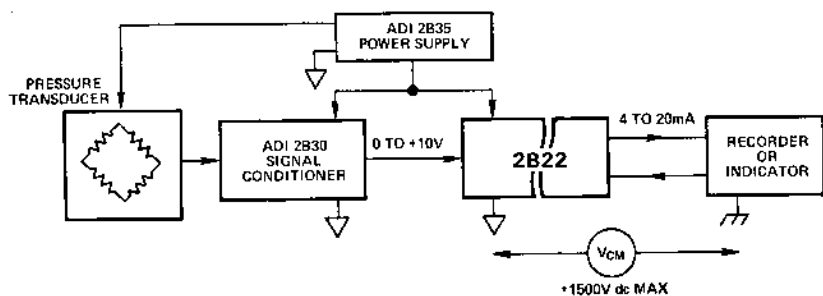 ADI 2B35
POWER SUPPLY
PRESSURE
TRANSDUCER
ADI 2B30
SIGNAL
CONDITIONER
0 TO +10V
2B22
4 TO 20mA
RECORDER
OR
INDICATOR
VCM
±1500V dc MAX